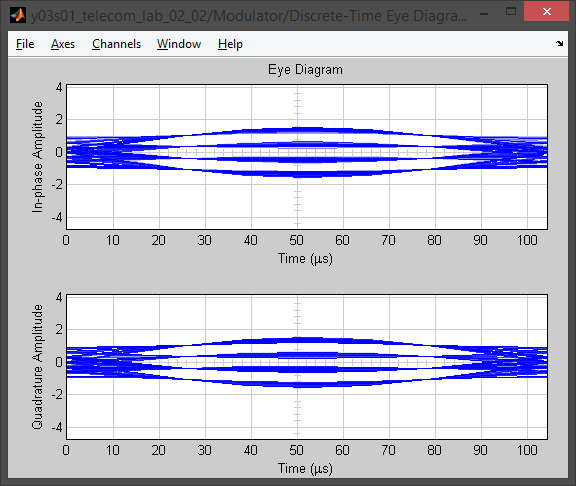 y03s01_telecom_lab_02_02/Modulator/Discrete-Time Eye Diagra...
File Axes Channels Window Help
Eye Diagram
In-phase Amplitude
4
2
0
-2
-4
0 10 20 30 40 50 60 70 80 90 100
Time (µs)
Quadrature Amplitude
4
2
0
-2
-4
0 10 20 30 40 50 60 70 80 90 100
Time (µs)